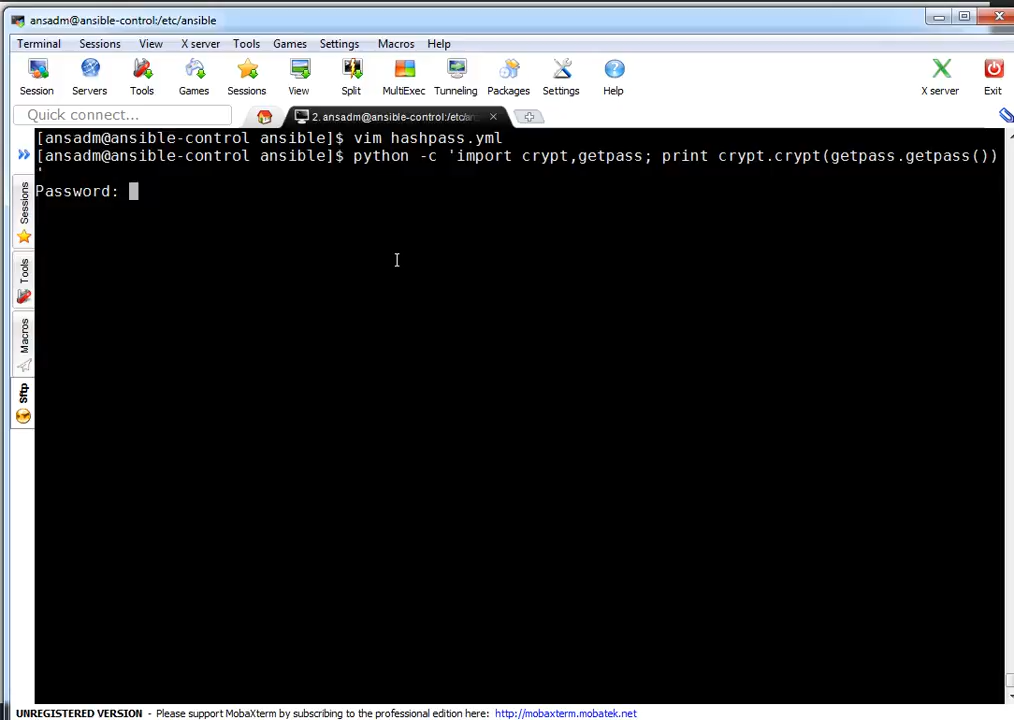 ansadm@ansible-control:/etc/ansible
Terminal Sessions View X server Tools Games Settings Macros Help
Session Servers Tools Games Sessions View Split MultiExec Tunneling Packages Settings Help X server Exit
Quick connect...
2. ansadm@ansible-control:/etc/an
[ansadm@ansible-control ansible]$ vim hashpass.yml
[ansadm@ansible-control ansible]$ python -c 'import crypt,getpass; print crypt.crypt(getpass.getpass())
'
Password:
Sessions
Tools
Macros
Sftp
UNREGISTERED VERSION - Please support MobaXterm by subscribing to the professional edition here: http://mobaxterm.mobatek.net